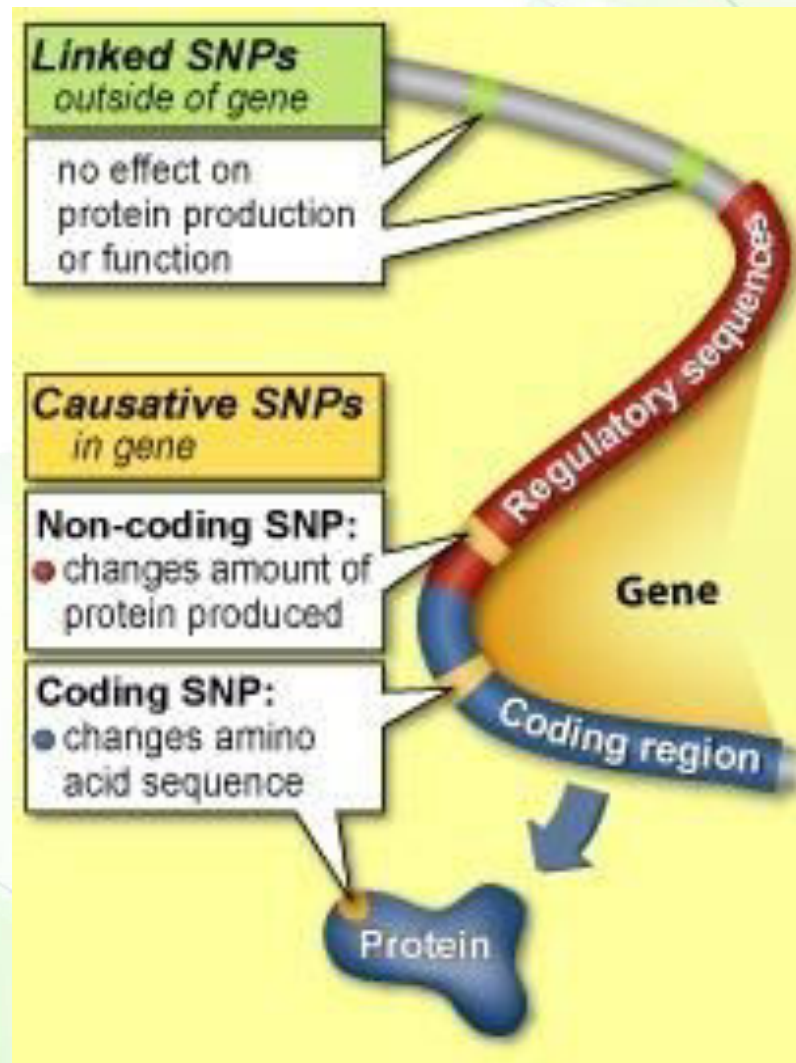 Linked SNPs
outside of gene
no effect on
protein production
or function
Regulatory sequences
Causative SNPs
in gene
Non-coding SNP:
changes amount of
protein produced
Gene
Coding SNP:
changes amino
acid sequence
Coding region
Protein